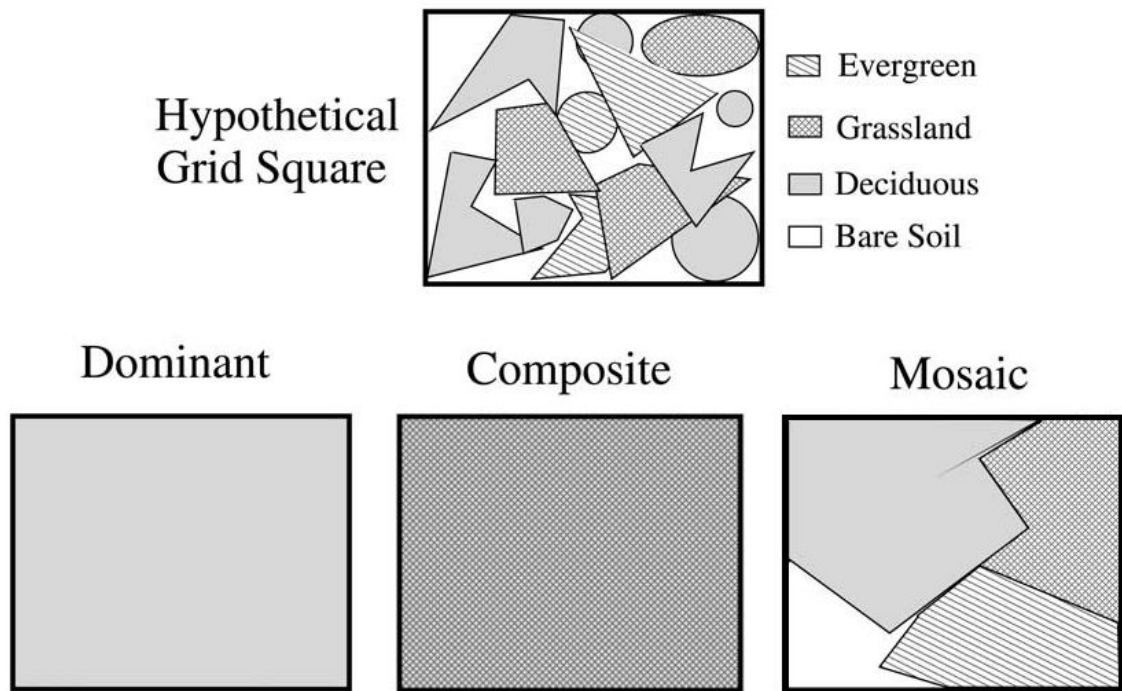 Hypothetical
Grid Square
Evergreen
Grassland
Deciduous
Bare Soil
Dominant
Composite
Mosaic